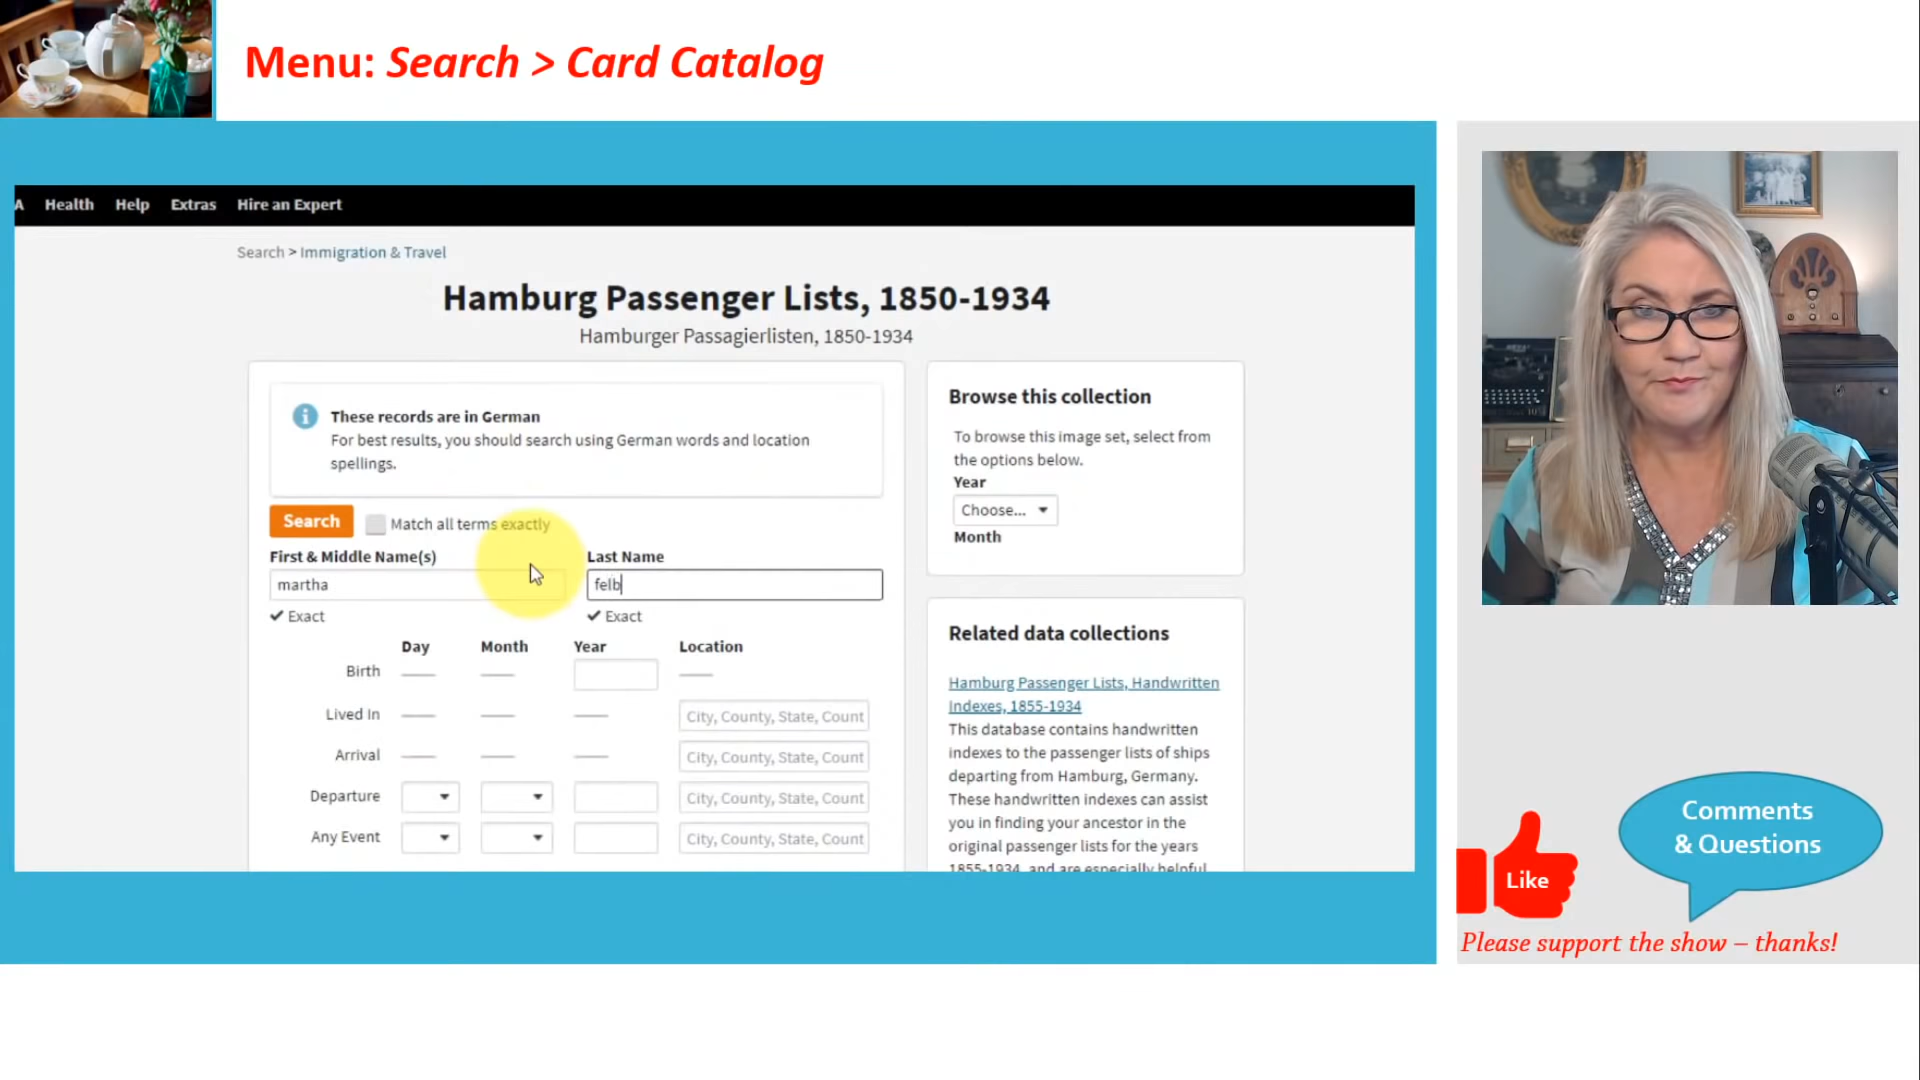 Menu: Search > Card Catalog
A Health Help Extras Hire an Expert
Search > Immigration & Travel
Hamburg Passenger Lists, 1850-1934
Hamburger Passagierlisten, 1850-1934
These records are in German
For best results, you should search using German words and location
spellings.
Search Match all terms exactly
First & Middle Name(s) Last Name
martha felb
Exact Exact
Day Month Year Location
Birth
Lived In City, County, State, Count
Arrival City, County, State, Count
Departure City, County, State, Count
Any Event City, County, State, Count
Browse this collection
To browse this image set, select from
the options below.
Year
Choose...
Month
Related data collections
Hamburg Passenger Lists, Handwritten
Indexes, 1855-1934
This database contains handwritten
indexes to the passenger lists of ships
departing from Hamburg, Germany.
These handwritten indexes can assist
you in finding your ancestor in the
original passenger lists for the years
1855-1934, and are especially helpful
Comments
& Questions
Like
Please support the show – thanks!